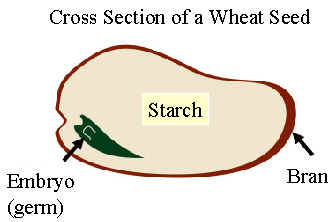 Cross Section of a Wheat Seed
Starch
Embryo
(germ)
Bran